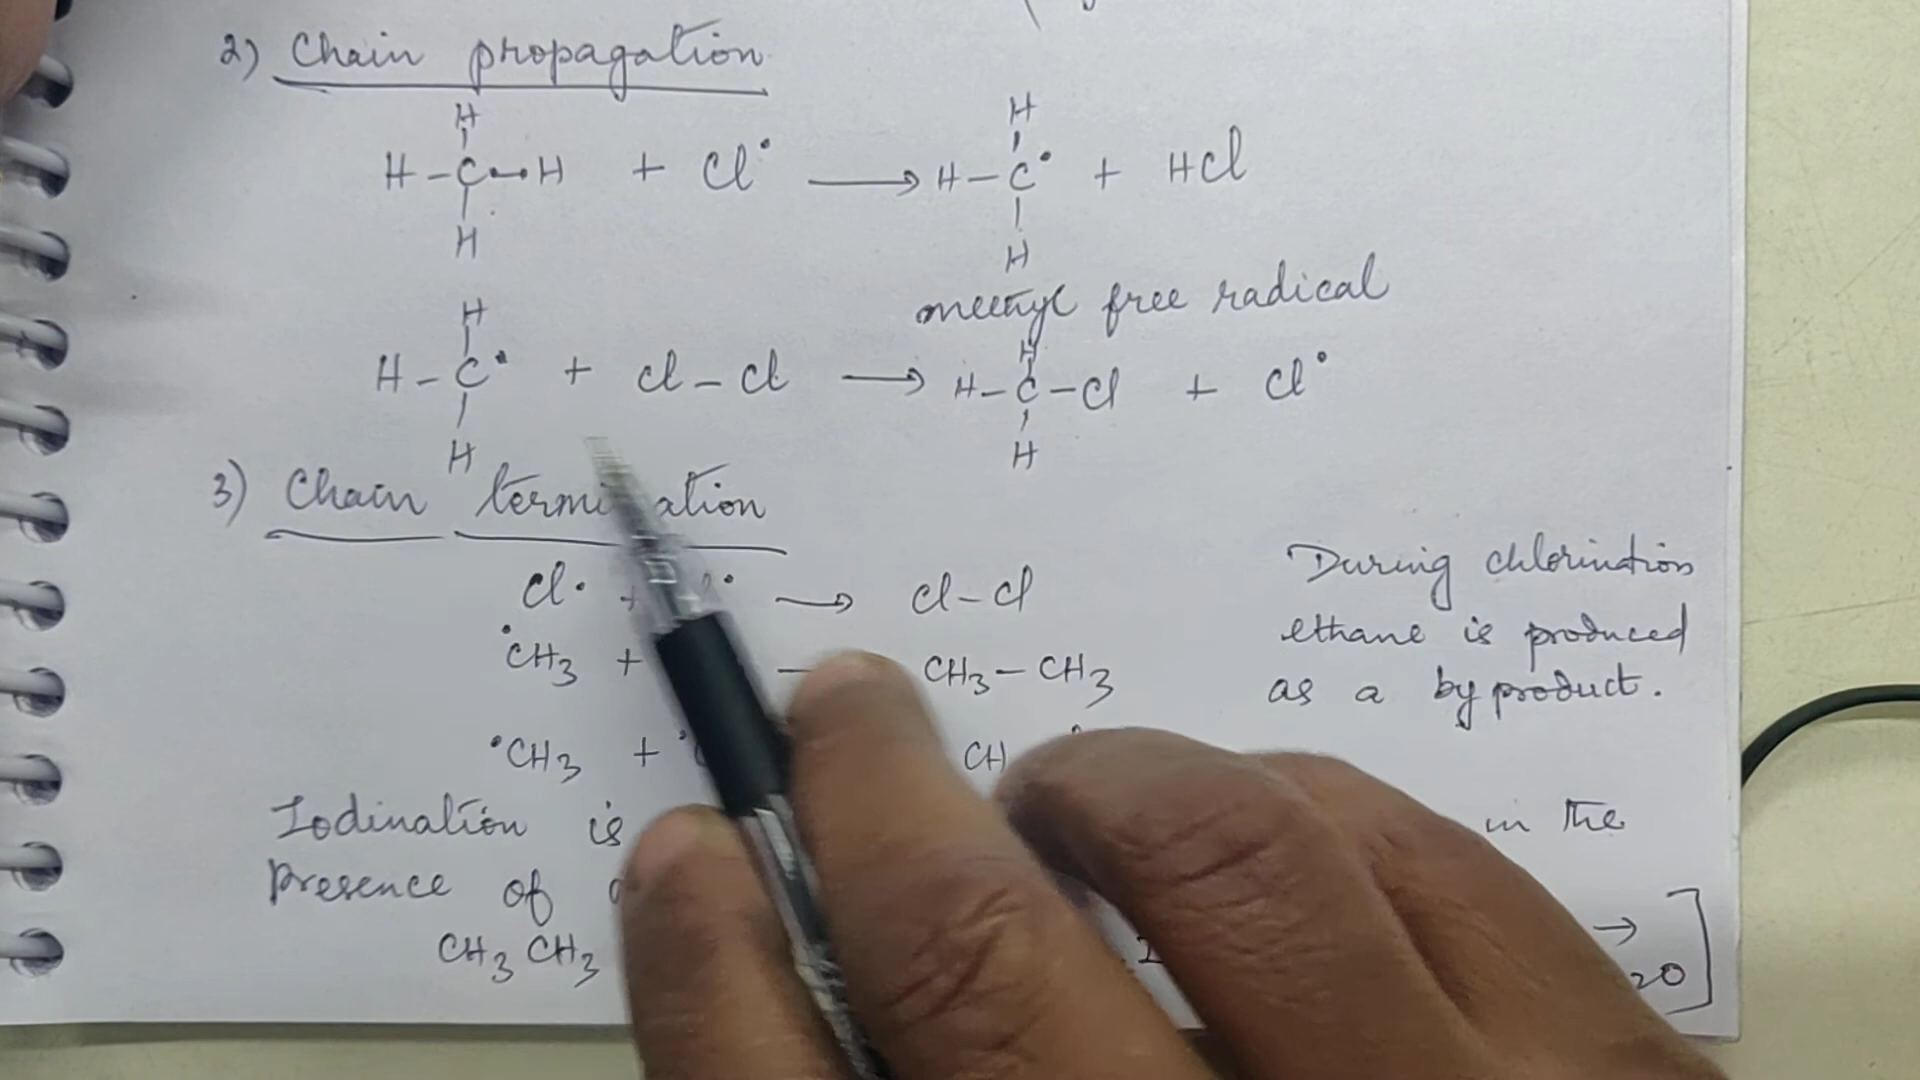 2) Chain propagation
H
H-C-H + Cl• → H-C• + HCl
H
H
H
methyl free radical
H
H-C• + Cl-Cl → H-C-Cl + Cl•
H
H
H
3) Chain termination
Cl• + • → Cl-Cl
•CH3 + → CH3-CH3
•CH3 + • CH
During chlorination
ethane is produced
as a by product.
Iodination is in the
presence of
CH3 CH3 →
2O ]